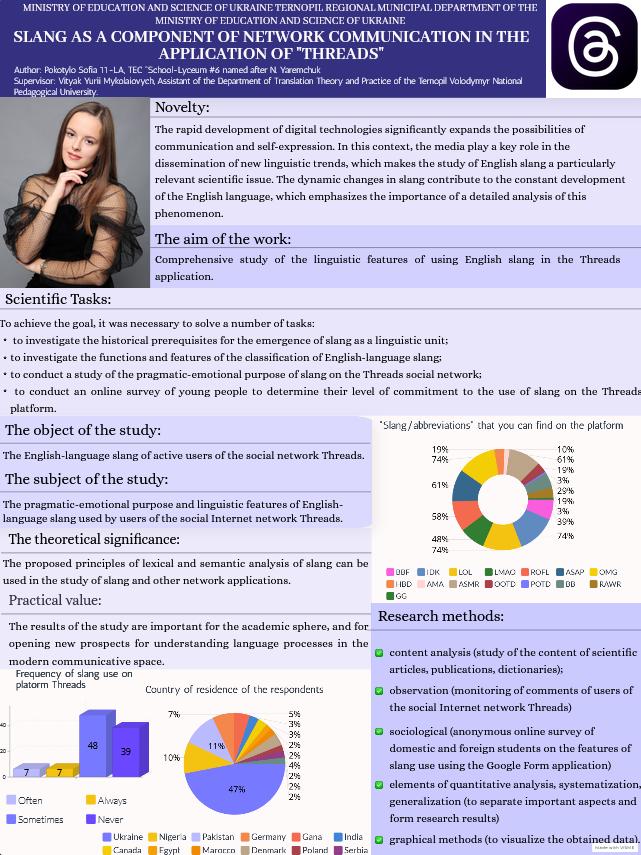 MINISTRY OF EDUCATION AND SCIENCE OF UKRAINE TERNOPIL REGIONAL MUNICIPAL DEPARTMENT OF THE
MINISTRY OF EDUCATION AND SCIENCE OF UKRAINE
SLANG AS A COMPONENT OF NETWORK COMMUNICATION IN THE
APPLICATION OF "THREADS"
Author: Pokotylo Sofia 11-LA, TEC "School-Lyceum #6 named after N. Yaremchuk
Supervisor: Vityak Yurii Mykolaiovych, Assistant of the Department of Translation Theory and Practice of the Ternopil Volodymyr National
Pedagogical University.
Novelty:
The rapid development of digital technologies significantly expands the possibilities of
communication and self-expression. In this context, the media play a key role in the
dissemination of new linguistic trends, which makes the study of English slang a particularly
relevant scientific issue. The dynamic changes in slang contribute to the constant development
of the English language, which emphasizes the importance of a detailed analysis of this
phenomenon.
The aim of the work:
Comprehensive study of the linguistic features of using English slang in the Threads
application.
Scientific Tasks:
To achieve the goal, it was necessary to solve a number of tasks:
• to investigate the historical prerequisites for the emergence of slang as a linguistic unit;
• to investigate the functions and features of the classification of English-language slang;
• to conduct a study of the pragmatic-emotional purpose of slang on the Threads social network;
• to conduct an online survey of young people to determine their level of commitment to the use of slang on the Threads
platform.
The object of the study:
The English-language slang of active users of the social network Threads.
The subject of the study:
The pragmatic-emotional purpose and linguistic features of English-
language slang used by users of the social Internet network Threads.
The theoretical significance:
The proposed principles of lexical and semantic analysis of slang can be
used in the study of slang and other network applications.
Practical value:
The results of the study are important for the academic sphere, and for
opening new prospects for understanding language processes in the
modern communicative space.
"Slang/abbreviations" that you can find on the platform
19%
74%
61%
58%
48%
74%
10%
61%
19%
3%
29%
19%
3%
39%
74%
BBF IDK LOL LMAO ROFL ASAP OMG
HBD AMA ASMR OOTD POTD BB RAWR
GG
Research methods:
content analysis (study of the content of scientific
articles, publications, dictionaries);
observation (monitoring of comments of users of
the social Internet network Threads)
sociological (anonymous online survey of
domestic and foreign students on the features of
slang use using the Google Form application)
elements of quantitative analysis, systematization,
generalization (to separate important aspects and
form research results)
graphical methods (to visualize the obtained data).
Frequency of slang use on
platorm Threads
40
20
0
7
7
48
39
Often Always
Sometimes Never
Country of residence of the respondents
7%
10%
11%
47%
5%
3%
3%
2%
2%
4%
2%
2%
2%
Ukraine Nigeria Pakistan Germany Gana India
Canada Egypt Marocco Denmark Poland Serbia
Made with VISME